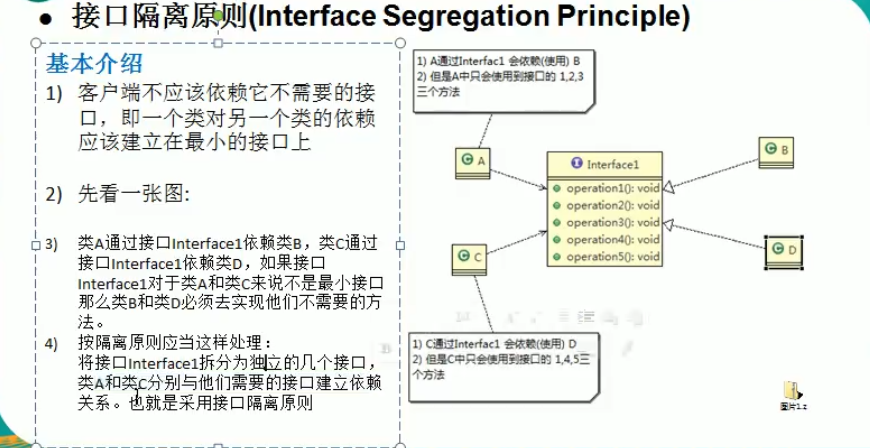 ● 接口隔离原则(Interface Segregation Principle)
基本介绍
1) 客户端不应该依赖它不需要的接
口，即一个类对另一个类的依赖
应该建立在最小的接口上
2) 先看一张图:
3) 类A通过接口Interface1依赖类B，类C通过
接口Interface1依赖类D，如果接口
Interface1对于类A和类C来说不是最小接口
那么类B和类D必须去实现他们不需要的方
法。
4) 按隔离原则应当这样处理：
将接口Interface1拆分为独立的几个接口，
类A和类C分别与他们需要的接口建立依赖
关系。也就是采用接口隔离原则
1) A通过Interfac1 会依赖(使用) B
2) 但是A中只会使用到接口的 1,2,3
三个方法
C A
I Interface1
operation1(): void
operation2(): void
operation3(): void
operation4(): void
operation5(): void
C B
C C
C D
1) C通过Interfac1 会依赖(使用) D
2) 但是C中只会使用到接口的 1,4,5三
个方法
图片1.z